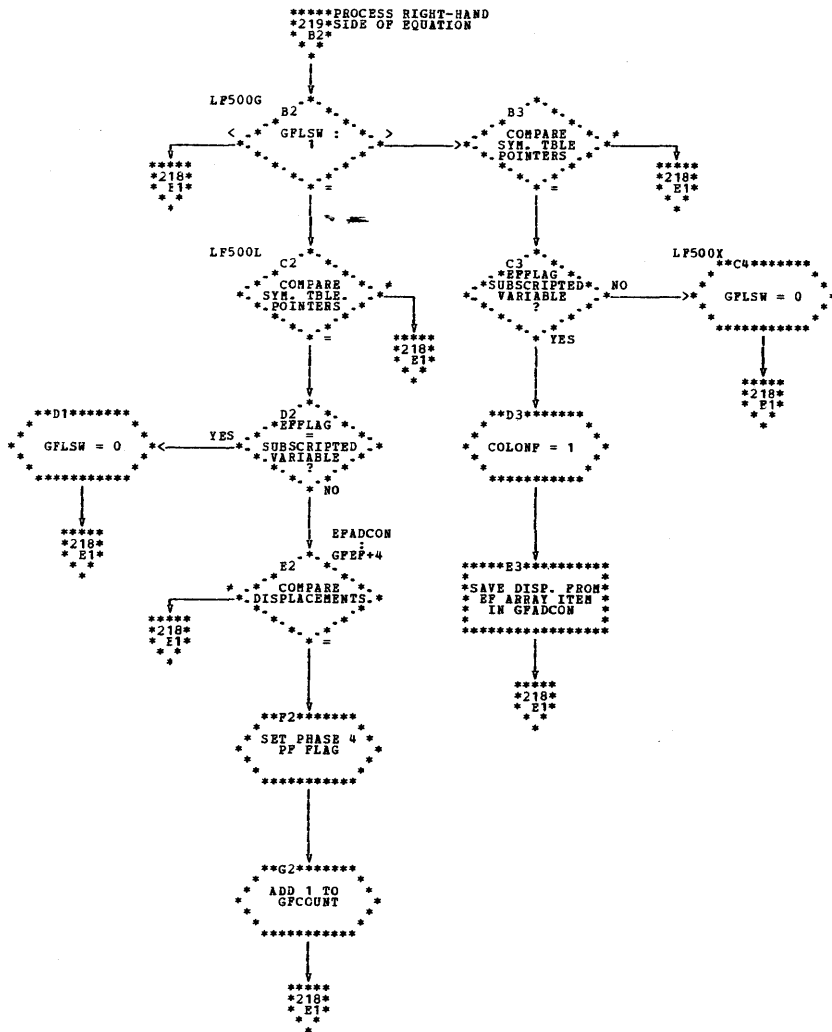 PROCESS RIGHT-HAND
*219* SIDE OF EQUATION
B2*
LF500G
B2
B3
< GFLSW : >
1
COMPARE ≠
SYM. TBLE
POINTERS
*218*
E1*
*218*
E1*
=
=
LF500L
C2
COMPARE ≠
SYM. TBLE.
POINTERS
=
*218*
E1*
C3
EFFLAG
SUBSCRIPTED NO
VARIABLE
?
YES
LF500X
**C4*******
GFLSW = 0
*218*
E1*
**D1*******
GFLSW = 0
*218*
E1*
D2
EFFLAG
YES =
SUBSCRIPTED
VARIABLE
?
NO
**D3*******
COLONF = 1
EFADCON
:
GFEF+4
E2
≠ COMPARE
DISPLACEMENTS
=
*218*
E1*
*****E3**********
SAVE DISP. FROM
EF ARRAY ITEM
IN GFADCON
*218*
E1*
**F2*******
SET PHASE 4
PF FLAG
**G2*******
ADD 1 TO
GFCOUNT
*218*
E1*